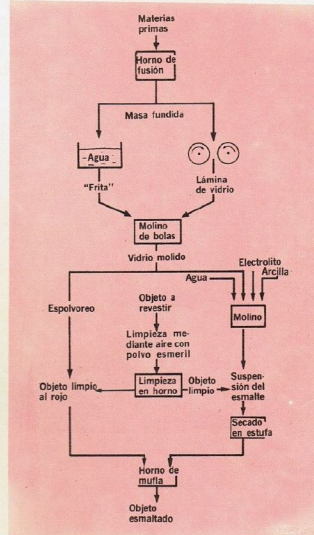 Materias
primas
Horno de
fusión
Masa fundida
Agua
"Frita"
Lámina
de vidrio
Molino
de bolas
Vidrio molido
Electrolito
Agua
Arcilla
Espolvoreo
Objeto a
revestir
Molino
Limpieza me-
diante aire con
polvo esmeril
Objeto limpio
al rojo
Limpieza
en horno
Objeto
limpio
Suspen-
sión del
esmalte
Secado
en estufa
Horno de
mufla
Objeto
esmaltado